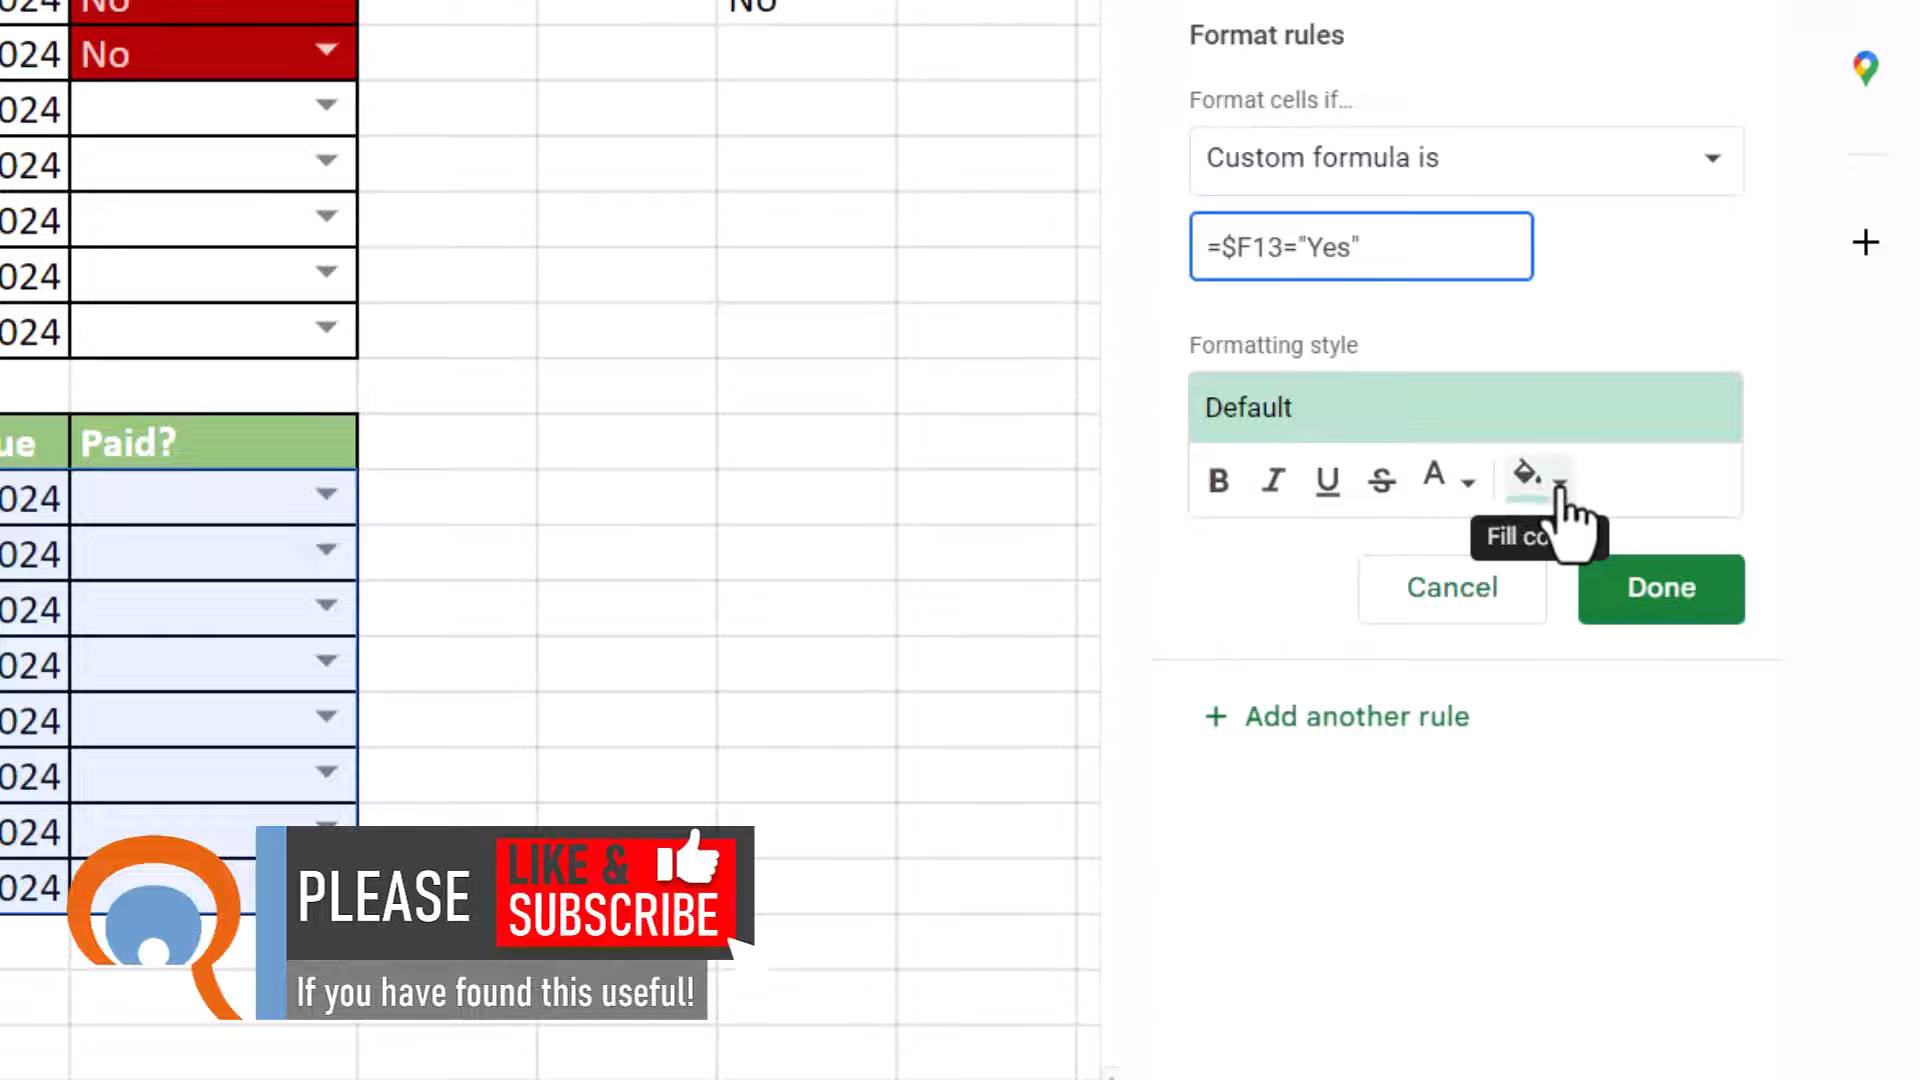 024 No
No
024 No
024
024
024
024
024
ue Paid?
024
024
024
024
024
024
024
024
Format rules
Format cells if...
Custom formula is
=$F13="Yes"
Formatting style
Default
B I U S A
Fill
Cancel Done
+ Add another rule
PLEASE
LIKE &
SUBSCRIBE
If you have found this useful!